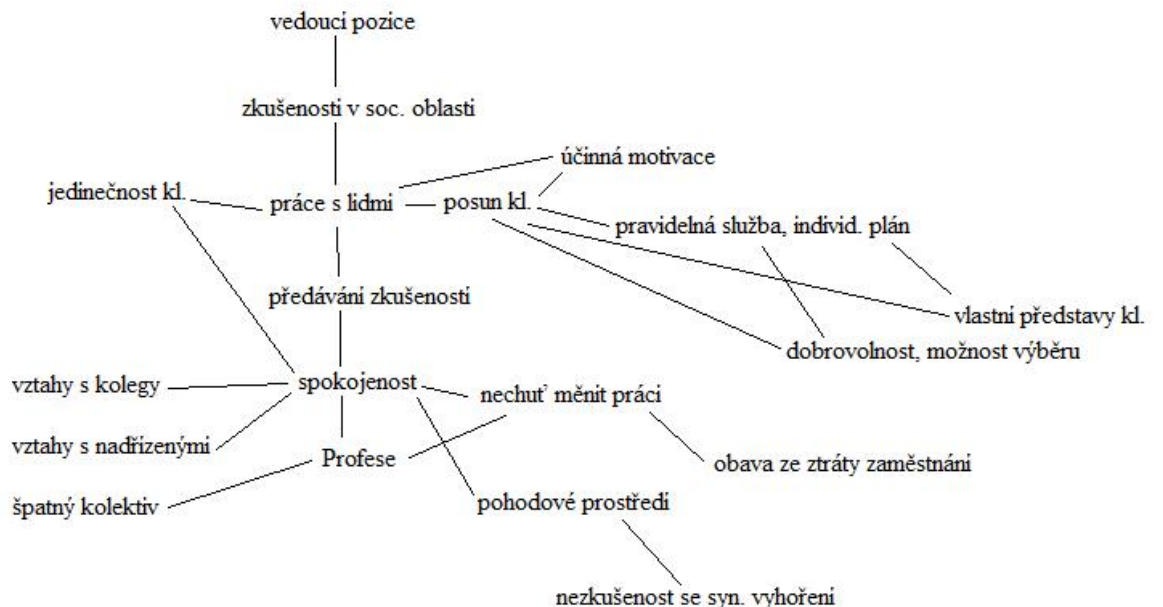 vedoucí pozice
zkušenosti v soc. oblasti
účinná motivace
jedinečnost kl.
práce s lidmi
posun kl.
pravidelná služba, individ. plán
předávání zkušeností
vlastní představy kl.
dobrovolnost, možnost výběru
vztahy s kolegy
spokojenost
nechuť měnit práci
vztahy s nadřízenými
Profese
obava ze ztráty zaměstnání
špatný kolektiv
pohodové prostředí
nezkušenost se syn. vyhoření